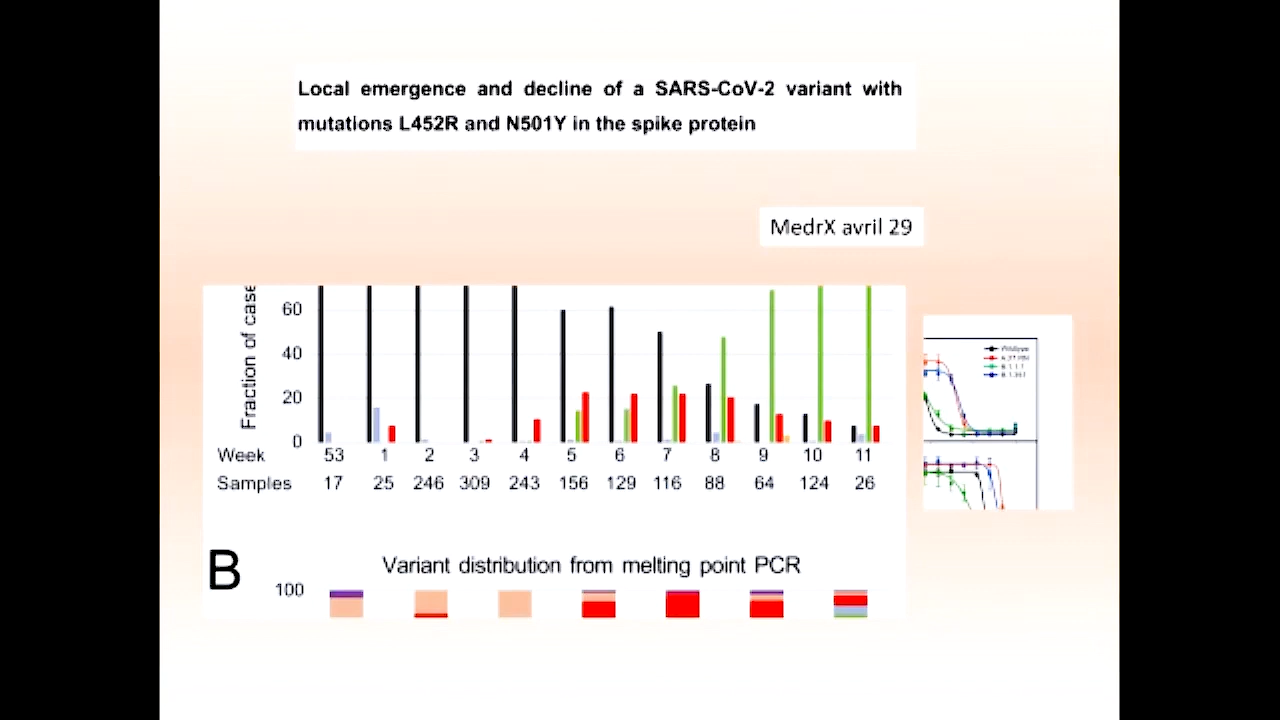 Local emergence and decline of a SARS-CoV-2 variant with
mutations L452R and N501Y in the spike protein
MedrX avril 29
Fraction of case
60
40
20
0
Week 53 1 2 3 4 5 6 7 8 9 10 11
Samples 17 25 246 309 243 156 129 116 88 64 124 26
Wildtype
B
Variant distribution from melting point PCR
100